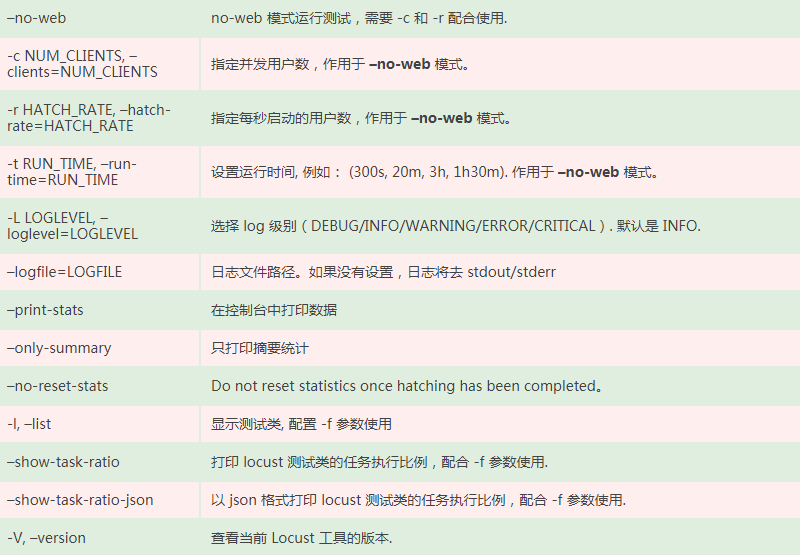 –no-web
no-web 模式运行测试，需要 -c 和 -r 配合使用.
-c NUM_CLIENTS, –
clients=NUM_CLIENTS
指定并发用户数，作用于 –no-web 模式。
-r HATCH_RATE, –hatch-
rate=HATCH_RATE
指定每秒启动的用户数，作用于 –no-web 模式。
-t RUN_TIME, –run-
time=RUN_TIME
设置运行时间, 例如： (300s, 20m, 3h, 1h30m). 作用于 –no-web 模式。
-L LOGLEVEL, –
loglevel=LOGLEVEL
选择 log 级别（DEBUG/INFO/WARNING/ERROR/CRITICAL）. 默认是 INFO.
–logfile=LOGFILE
日志文件路径。如果没有设置，日志将去 stdout/stderr
–print-stats
在控制台中打印数据
–only-summary
只打印摘要统计
–no-reset-stats
Do not reset statistics once hatching has been completed。
-l, –list
显示测试类, 配置 -f 参数使用
–show-task-ratio
打印 locust 测试类的任务执行比例，配合 -f 参数使用.
–show-task-ratio-json
以 json 格式打印 locust 测试类的任务执行比例，配合 -f 参数使用.
-V, –version
查看当前 Locust 工具的版本.